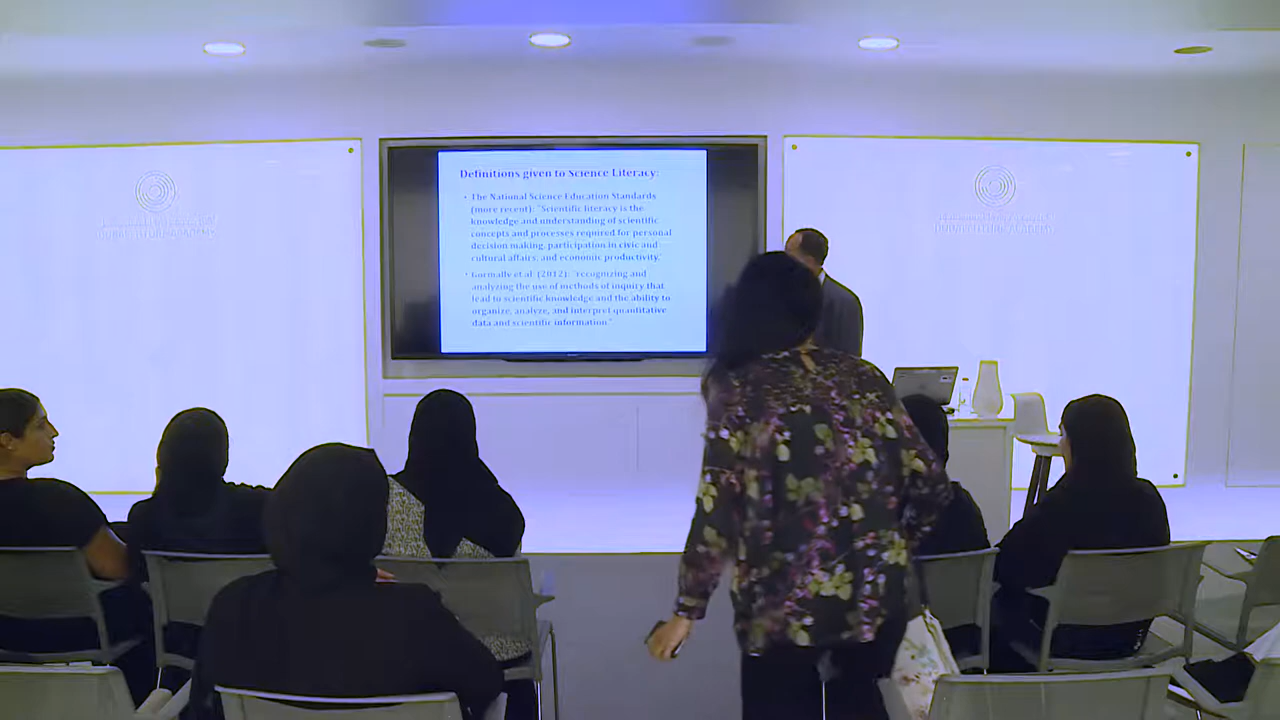 Definitions given to Science Literacy:
• The National Science Education Standards
(more recent): "Scientific literacy is the
knowledge and understanding of scientific
concepts and processes required for personal
decision making, participation in civic and
cultural affairs, and economic productivity."
• Gormally et al. (2012): "recognizing and
analyzing the use of methods of inquiry that
lead to scientific knowledge and the ability to
organize, analyze, and interpret quantitative
data and scientific information."